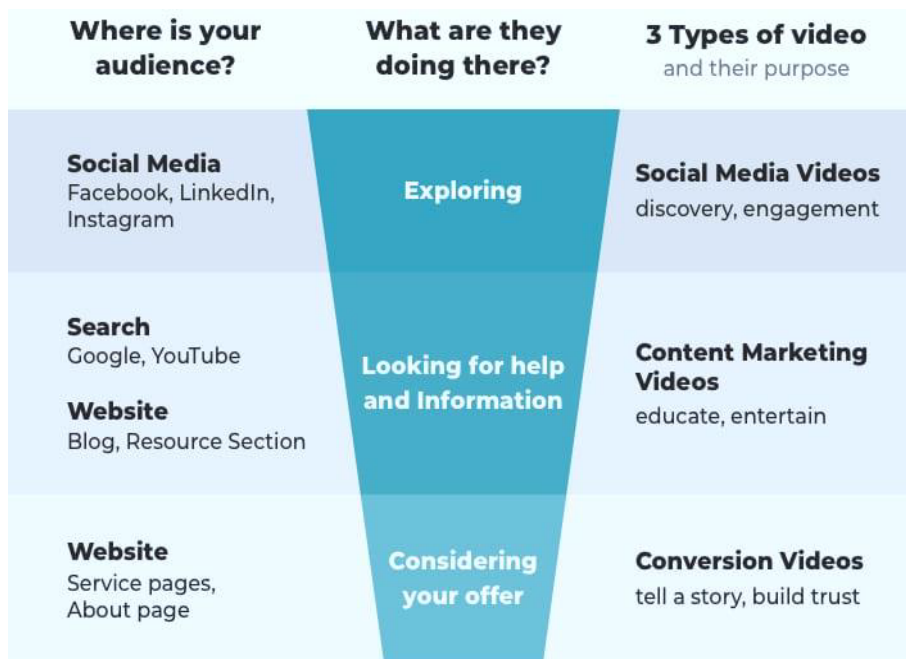 Where is your
audience?
What are they
doing there?
3 Types of video
and their purpose
Social Media
Facebook, LinkedIn,
Instagram
Exploring
Social Media Videos
discovery, engagement
Search
Google, YouTube
Website
Blog, Resource Section
Looking for help
and Information
Content Marketing
Videos
educate, entertain
Website
Service pages,
About page
Considering
your offer
Conversion Videos
tell a story, build trust